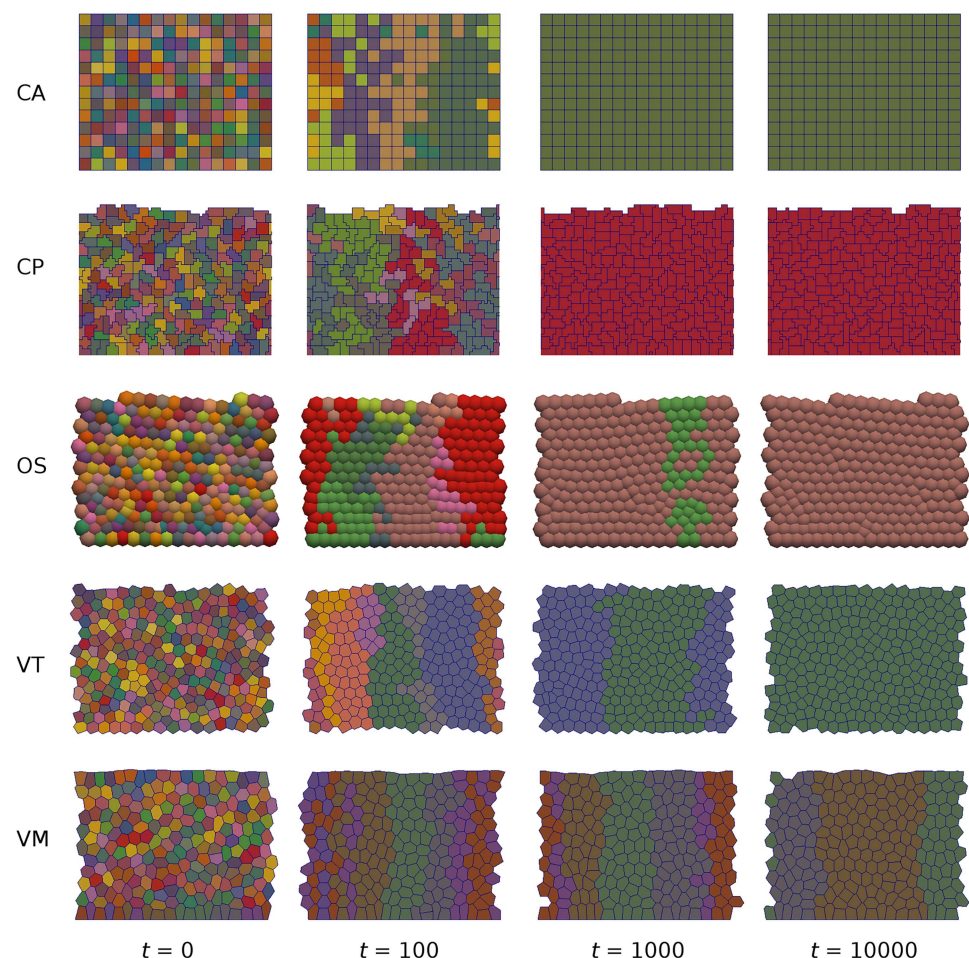 CA
CP
OS
VT
VM
t = 0 t = 100 t = 1000 t = 10000